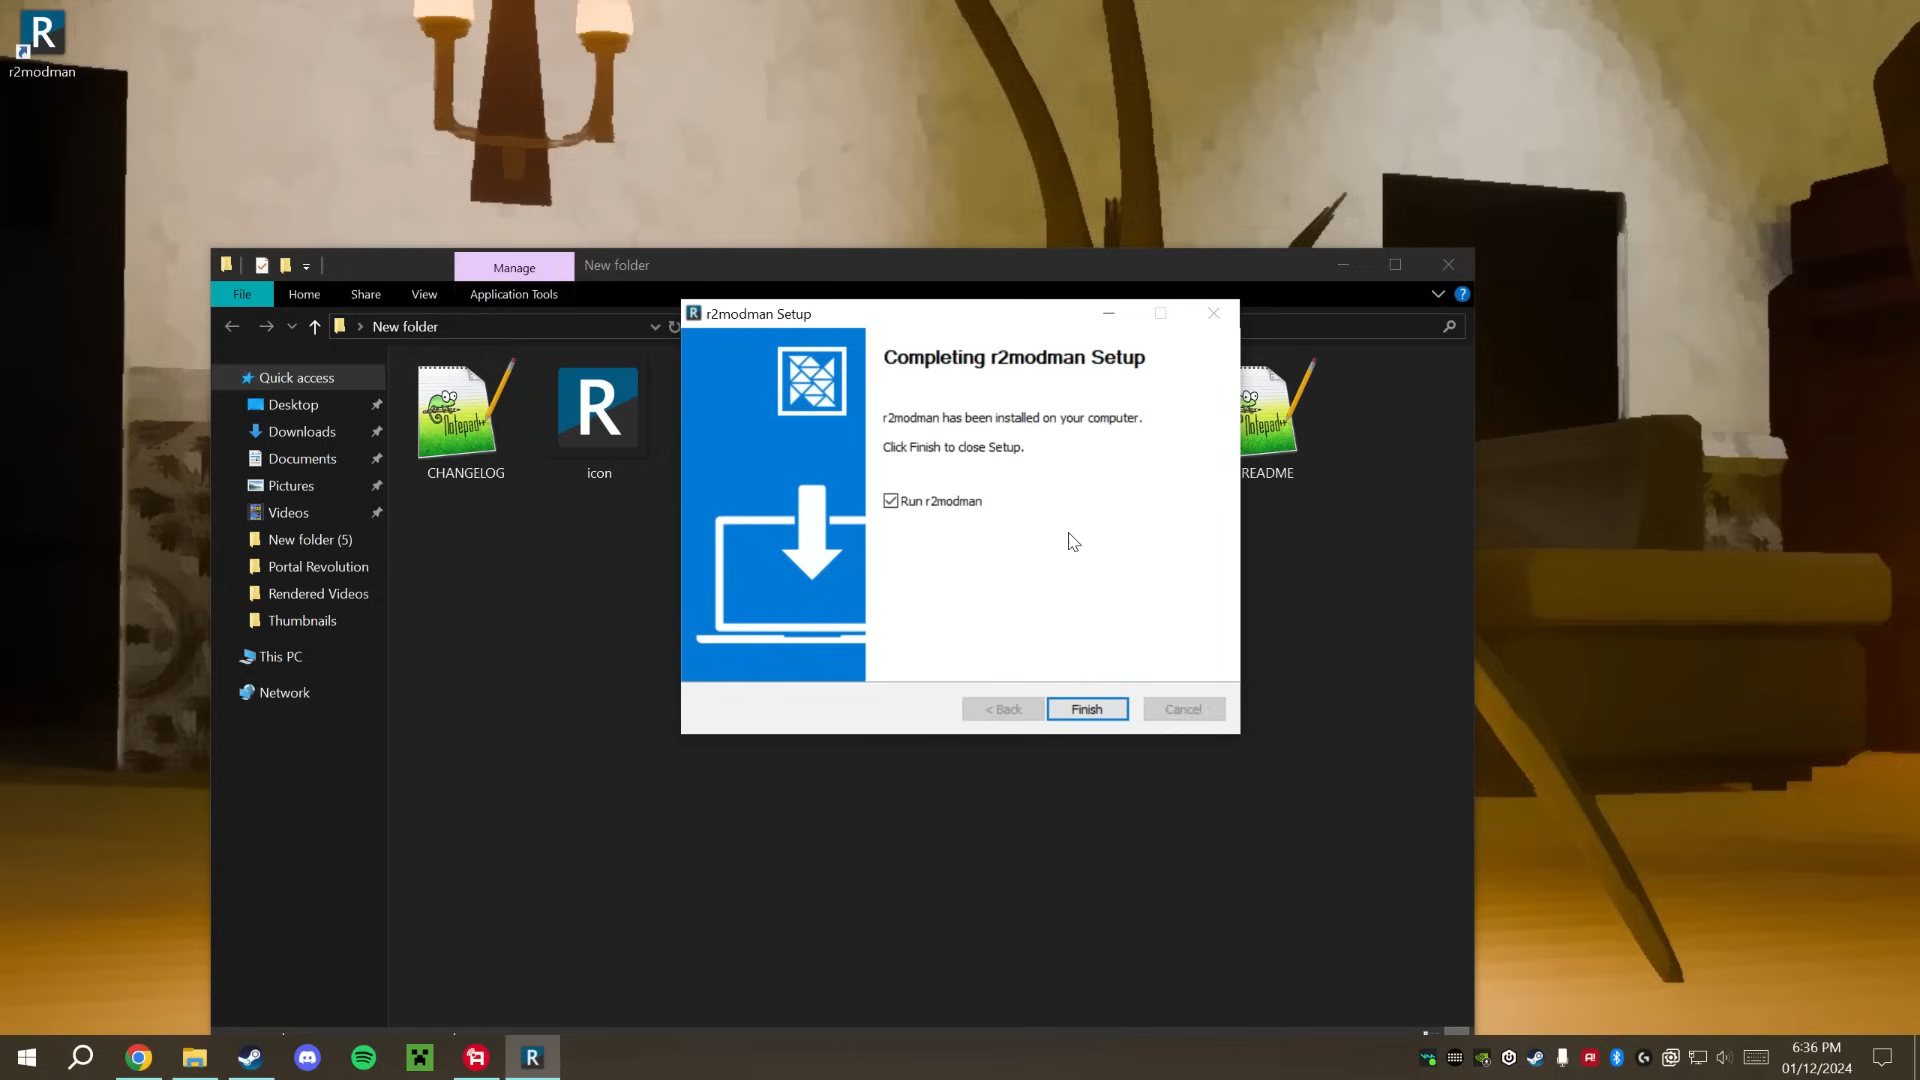 R
r2modman
Manage
New folder
File
Home
Share
View
Application Tools
?
New folder
Quick access
Desktop
Downloads
Documents
Pictures
Videos
New folder (5)
Portal Revolution
Rendered Videos
Thumbnails
This PC
Network
Notepad++
CHANGELOG
R
icon
README
R r2modman Setup
Completing r2modman Setup
r2modman has been installed on your computer.
Click Finish to close Setup.
Run r2modman
< Back
Finish
Cancel
R
6:36 PM
01/12/2024